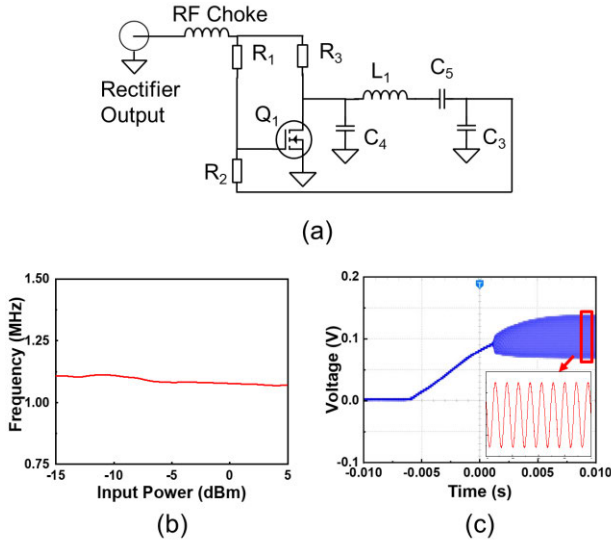 RF Choke
Rectifier
Output
R1
R3
L1
C5
Q1
C4
C3
R2
(a)
Frequency (MHz)
1.50
1.25
1.00
0.75
-15
-10
-5
0
5
Input Power (dBm)
(b)
Voltage (V)
T
0.2
0.1
0.0
-0.1
-0.010
-0.005
0.000
0.005
0.010
Time (s)
(c)